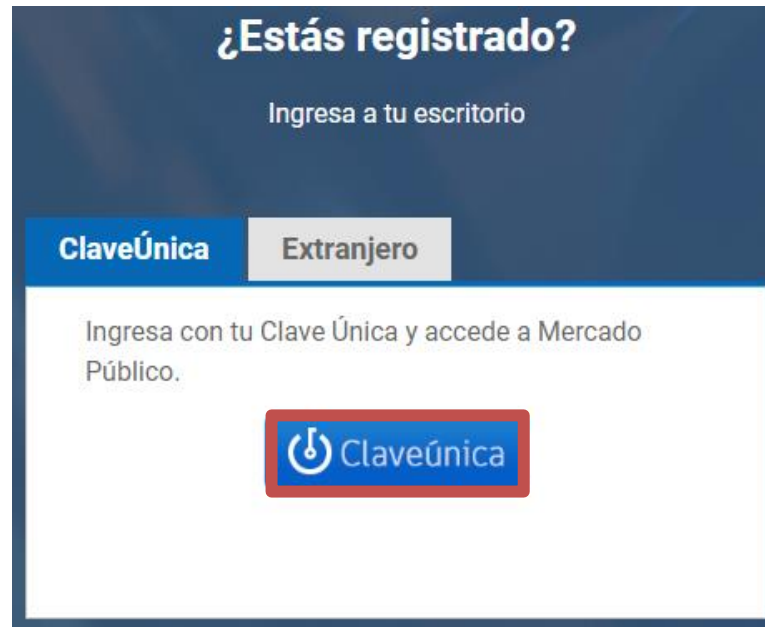 ¿Estás registrado?
Ingresa a tu escritorio
ClaveÚnica Extranjero
Ingresa con tu Clave Única y accede a Mercado
Público.
Claveúnica